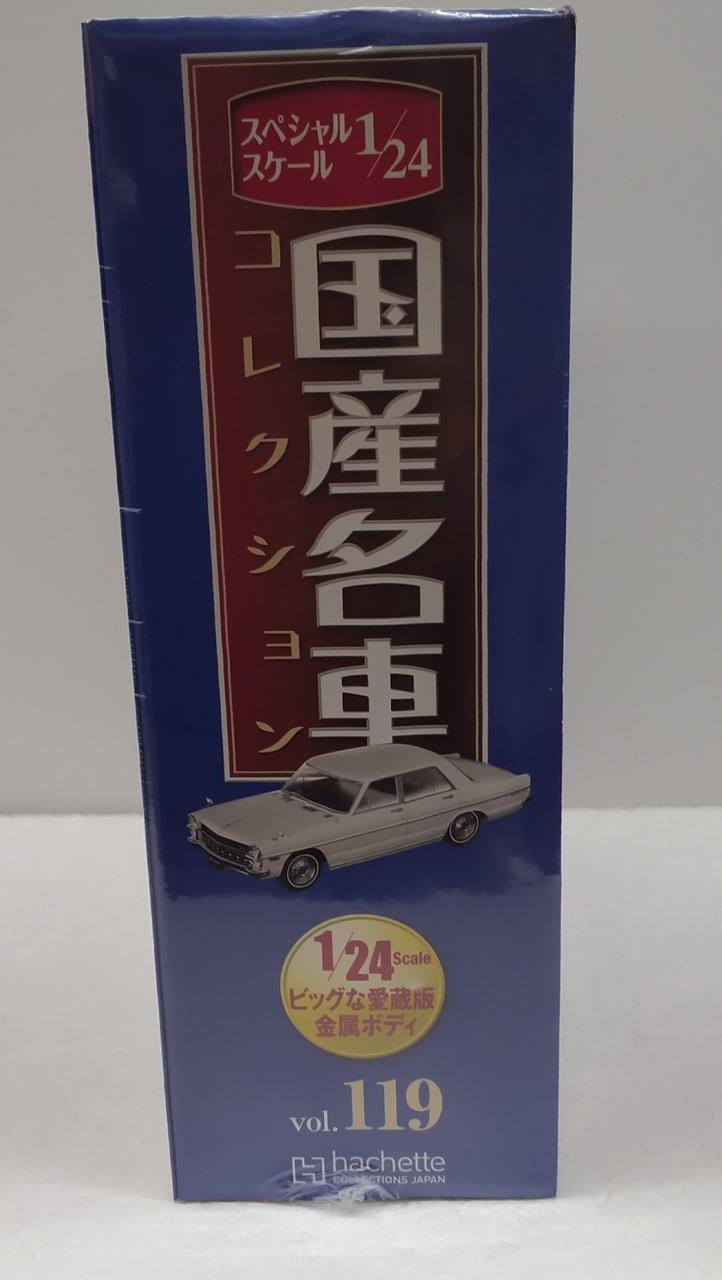 スペシャル
スケール 1/24
国産名車
コレクション
1/24 Scale
ビッグな愛蔵版
金属ボディ
vol. 119
hachette
COLLECTIONS JAPAN